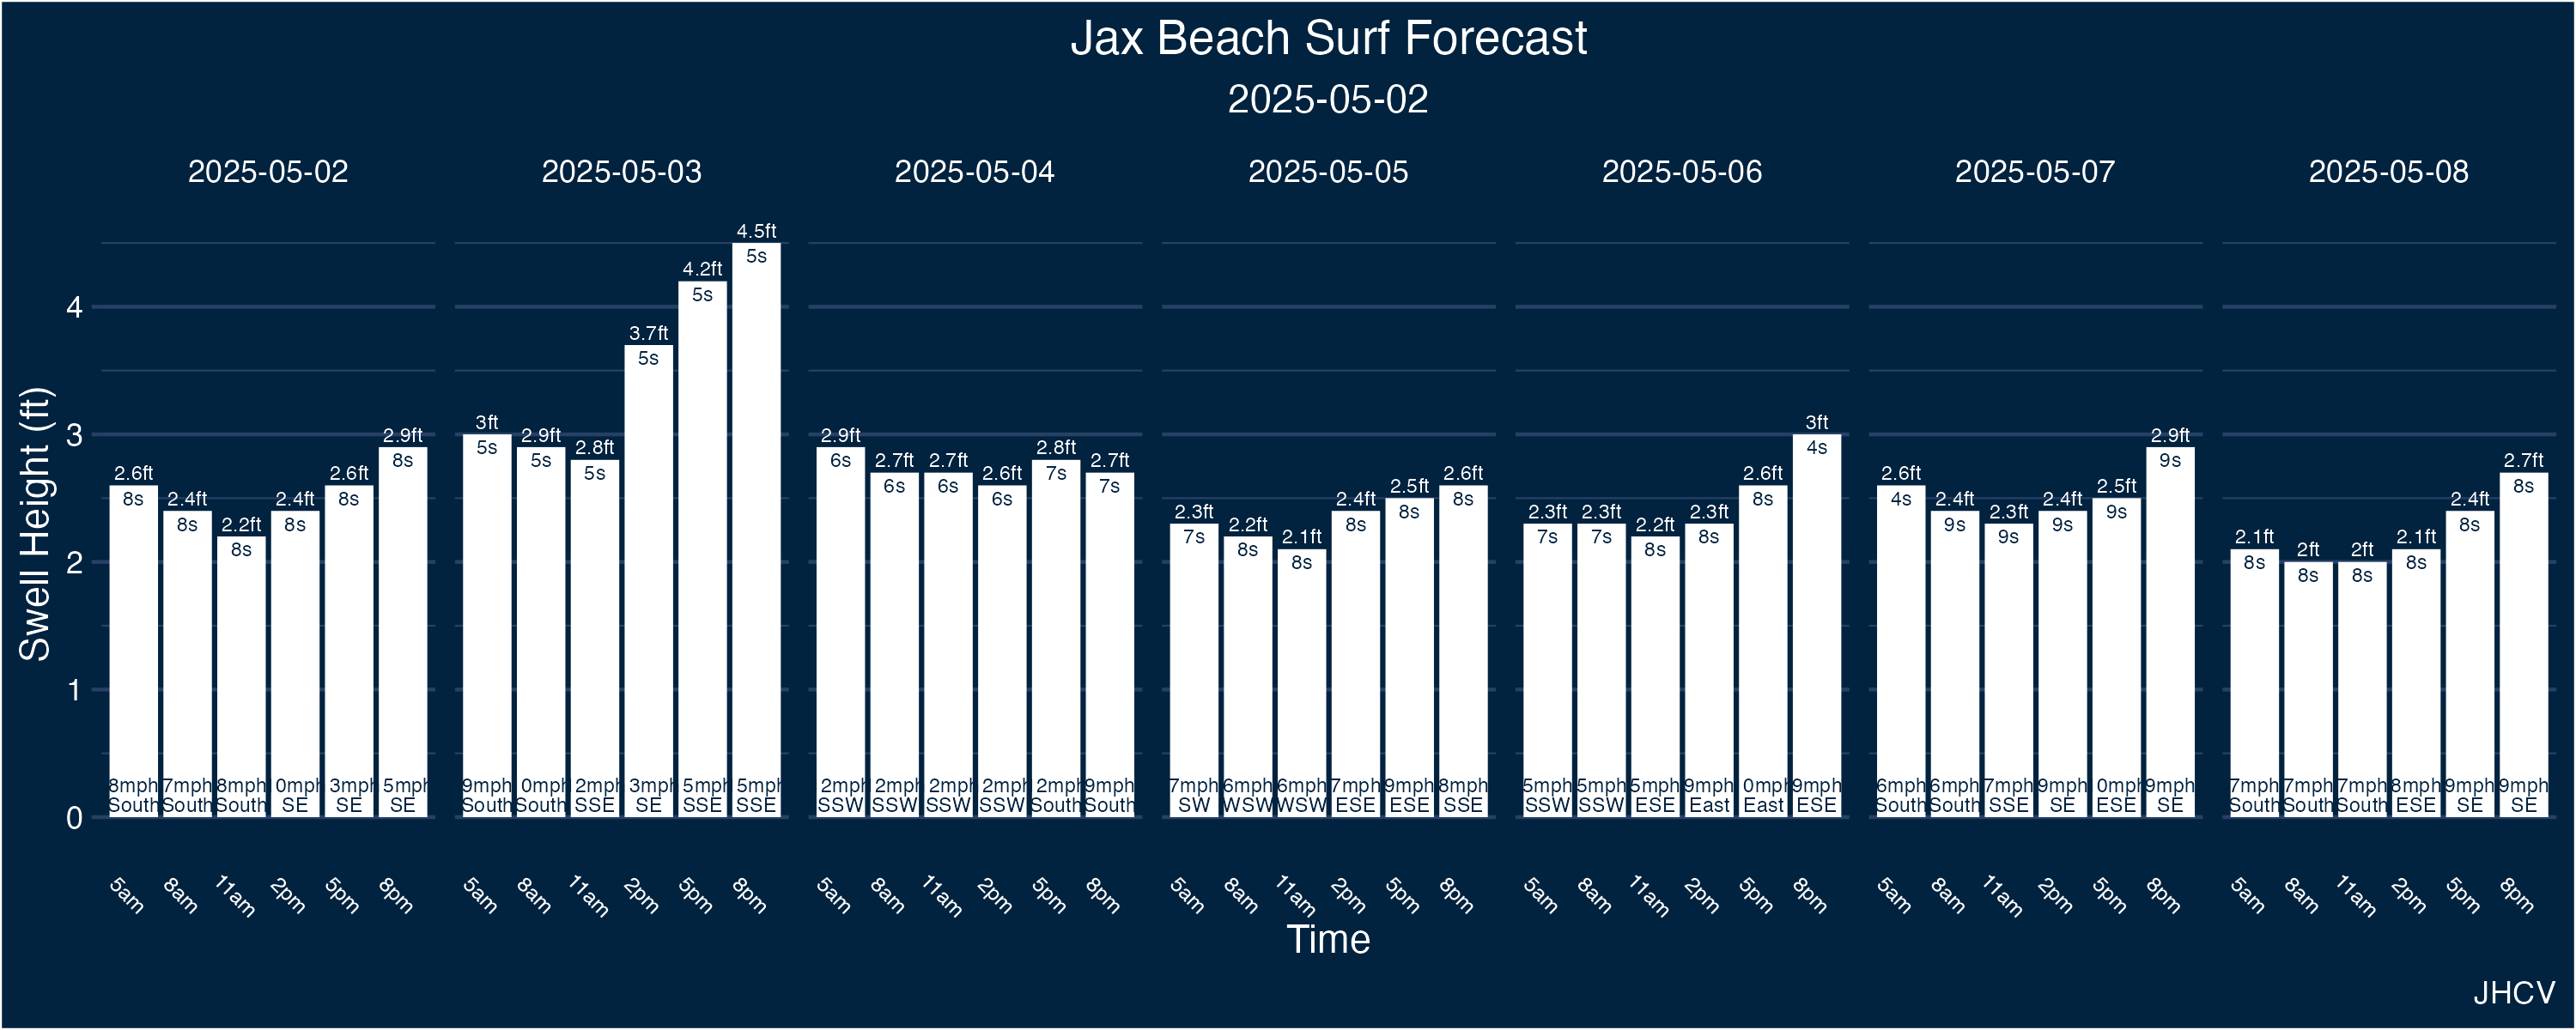 Jax Beach Surf Forecast
2025-05-02
2025-05-02 2025-05-03 2025-05-04 2025-05-05 2025-05-06 2025-05-07 2025-05-08
Swell Height (ft)
4
3
2
1
0
2.6ft 2.4ft 2.2ft 2.4ft 2.6ft 2.9ft
8s 8s 8s 8s 8s 8s
8mph 7mph 8mph 0mph 3mph 5mph
South South South SE SE SE
3ft 2.9ft 2.8ft 3.7ft 4.2ft 4.5ft
5s 5s 5s 5s 5s 5s
9mph 0mph 2mph 3mph 5mph 5mph
South South SSE SE SSE SSE
2.9ft 2.7ft 2.7ft 2.6ft 2.8ft 2.7ft
6s 6s 6s 6s 7s 7s
2mph 2mph 2mph 2mph 2mph 9mph
SSW SSW SSW SSW South South
2.3ft 2.2ft 2.1ft 2.4ft 2.5ft 2.6ft
7s 8s 8s 8s 8s 8s
7mph 6mph 6mph 7mph 9mph 8mph
SW WSW WSW ESE ESE SSE
2.3ft 2.3ft 2.2ft 2.3ft 2.6ft 3ft
7s 7s 8s 8s 8s 4s
5mph 5mph 5mph 9mph 0mph 9mph
SSW SSW ESE East East ESE
2.6ft 2.4ft 2.3ft 2.4ft 2.5ft 2.9ft
4s 9s 9s 9s 9s 9s
6mph 6mph 7mph 9mph 0mph 9mph
South South SSE SE ESE SE
2.1ft 2ft 2ft 2.1ft 2.4ft 2.7ft
8s 8s 8s 8s 8s 8s
7mph 7mph 7mph 8mph 9mph 9mph
South South South ESE SE SE
5am 8am 11am 2pm 5pm 8pm 5am 8am 11am 2pm 5pm 8pm 5am 8am 11am 2pm 5pm 8pm 5am 8am 11am 2pm 5pm 8pm 5am 8am 11am 2pm 5pm 8pm 5am 8am 11am 2pm 5pm 8pm 5am 8am 11am 2pm 5pm 8pm
Time
JHCV